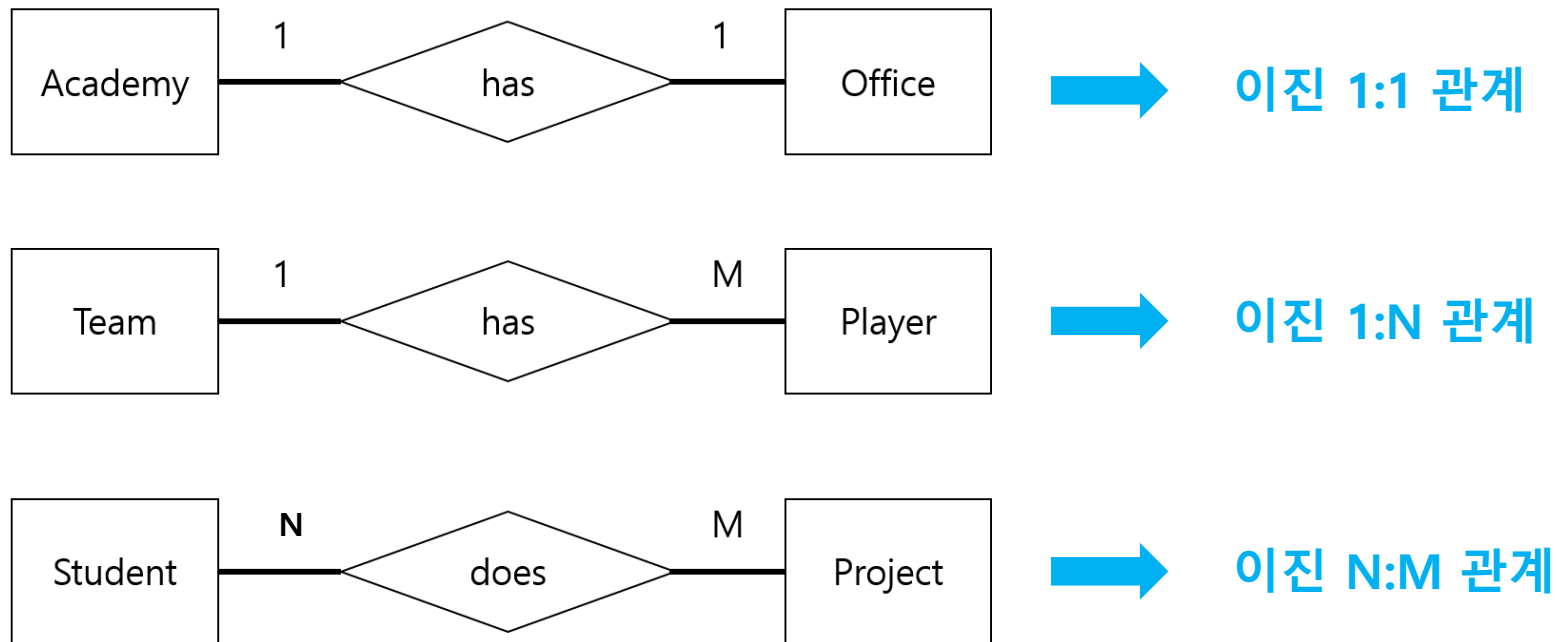 1 1
Academy has Office 이진 1:1 관계
1 M
Team has Player 이진 1:N 관계
N M
Student does Project 이진 N:M 관계